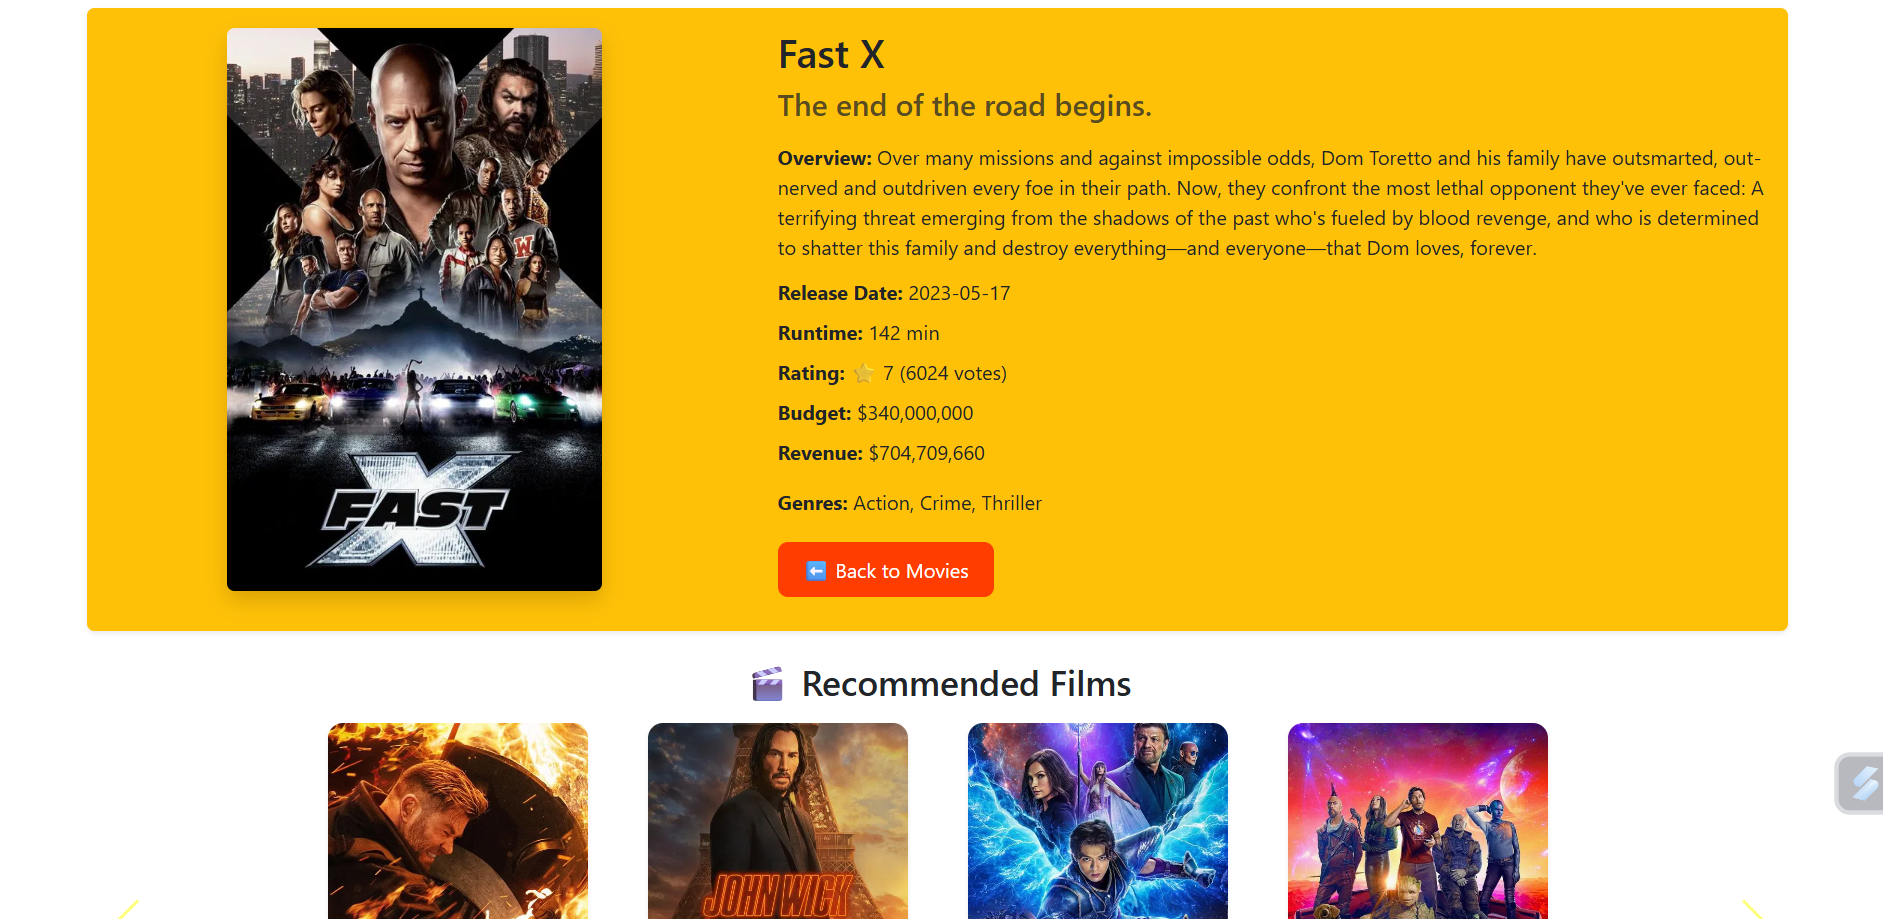 Fast X
The end of the road begins.
Overview: Over many missions and against impossible odds, Dom Toretto and his family have outsmarted, out-
nerved and outdriven every foe in their path. Now, they confront the most lethal opponent they've ever faced: A
terrifying threat emerging from the shadows of the past who's fueled by blood revenge, and who is determined
to shatter this family and destroy everything—and everyone—that Dom loves, forever.
Release Date: 2023-05-17
Runtime: 142 min
Rating: ⭐ 7 (6024 votes)
Budget: $340,000,000
Revenue: $704,709,660
Genres: Action, Crime, Thriller
⬅️ Back to Movies
W
FAST X
🎬 Recommended Films
JOHN WICK